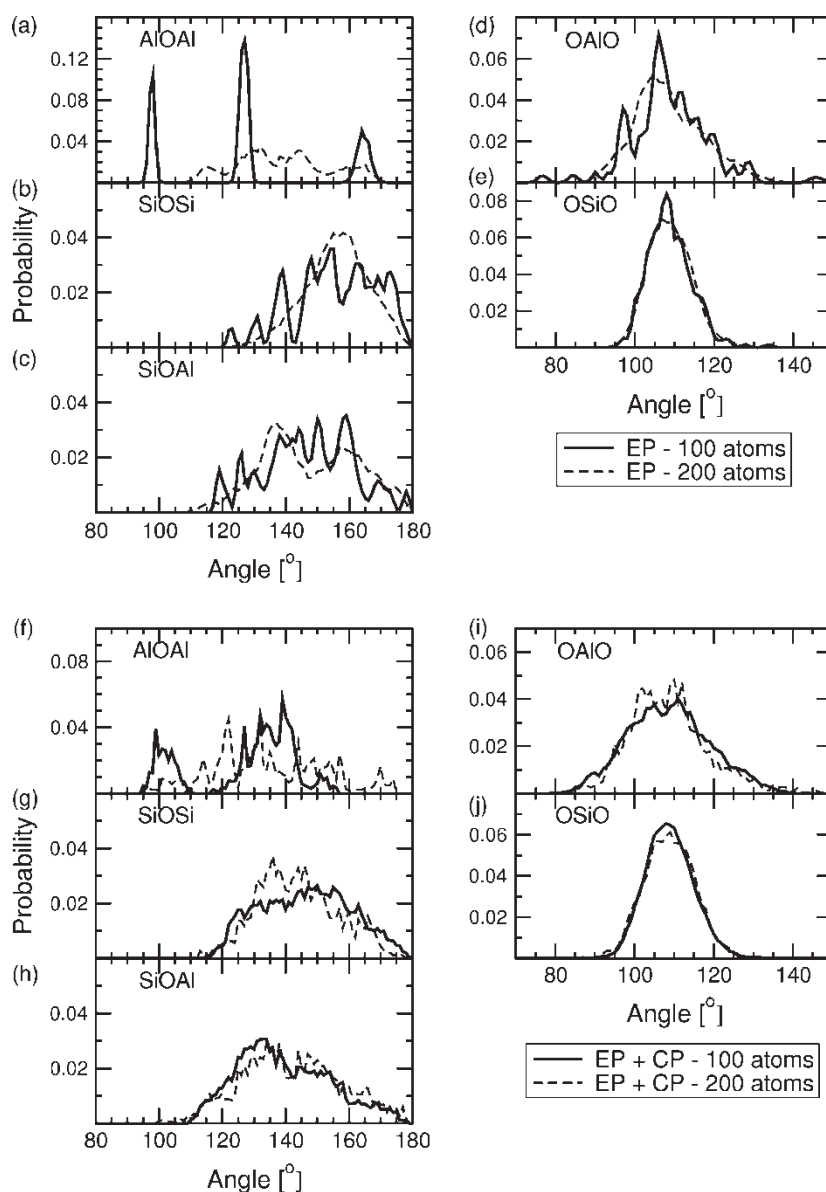 (a)
AlOAl
0.12
0.08
0.04
(b)
SiOSi
0.04
0.02
Probability
(c)
SiOAl
0.04
0.02
80 100 120 140 160 180
Angle [°]
(d)
OAlO
0.08
0.06
0.04
0.02
(e)
OSiO
0.08
0.06
0.04
0.02
80 100 120 140
Angle [°]
EP - 100 atoms
EP - 200 atoms
(f)
AlOAl
0.08
0.04
(g)
SiOSi
0.04
0.02
Probability
(h)
SiOAl
0.04
0.02
80 100 120 140 160 180
Angle [°]
(i)
OAlO
0.06
0.04
0.02
(j)
OSiO
0.06
0.04
0.02
80 100 120 140
Angle [°]
EP + CP - 100 atoms
EP + CP - 200 atoms